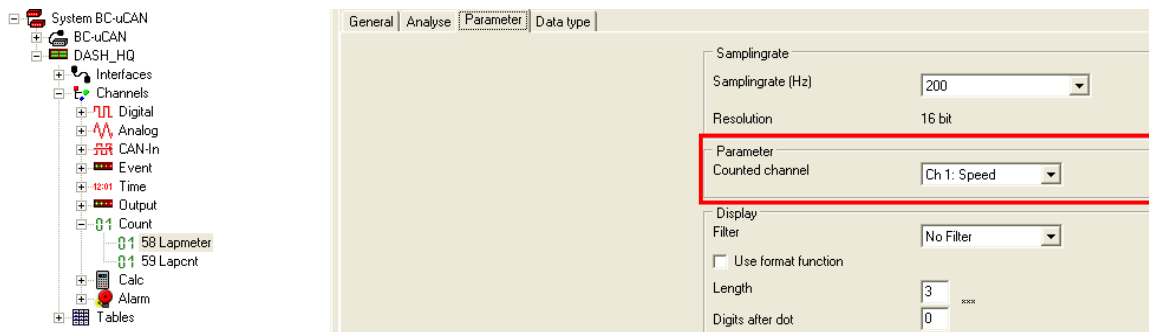 System BC-uCAN
BC-uCAN
DASH_HQ
Interfaces
Channels
Digital
Analog
CAN-In
Event
12:01 Time
Output
01 Count
01 58 Lapmeter
01 59 Lapcnt
Calc
Alarm
Tables
General Analyse Parameter Data type
Samplingrate
Samplingrate (Hz) 200
Resolution 16 bit
Parameter
Counted channel Ch 1: Speed
Display
Filter No Filter
Use format function
Length 3 xxx
Digits after dot 0